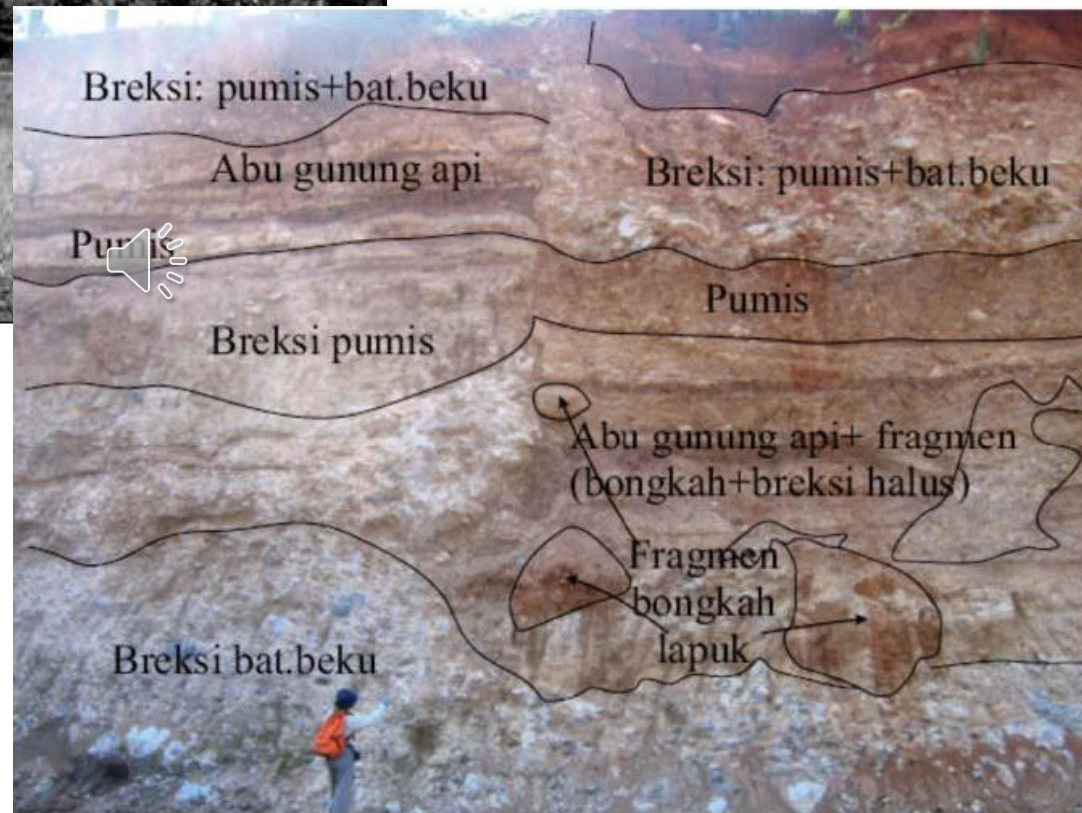 Breksi: pumis+bat.beku
Abu gunung api
Breksi: pumis+bat.beku
Pumis
Pumis
Breksi pumis
Abu gunung api+ fragmen
(bongkah+breksi halus)
Fragmen
bongkah
lapuk
Breksi bat.beku